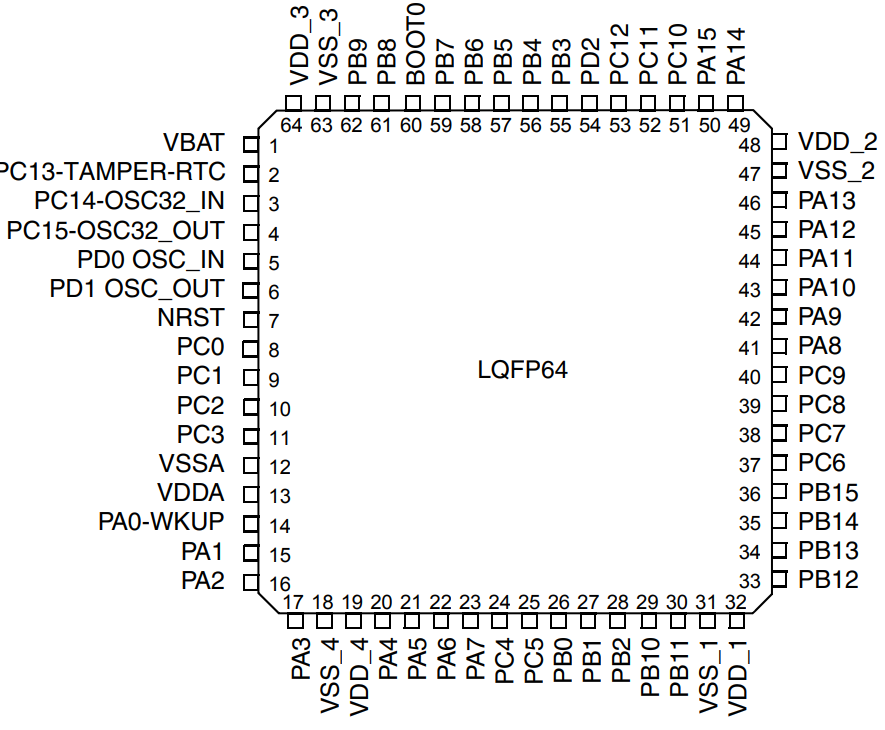 VDD_3
VSS_3
PB9
PB8
BOOT0
PB7
PB6
PB5
PB4
PB3
PD2
PC12
PC11
PC10
PA15
PA14
64 63 62 61 60 59 58 57 56 55 54 53 52 51 50 49
VBAT 1
PC13-TAMPER-RTC 2
PC14-OSC32_IN 3
PC15-OSC32_OUT 4
PD0 OSC_IN 5
PD1 OSC_OUT 6
NRST 7
PC0 8
PC1 9
PC2 10
PC3 11
VSSA 12
VDDA 13
PA0-WKUP 14
PA1 15
PA2 16
LQFP64
48 VDD_2
47 VSS_2
46 PA13
45 PA12
44 PA11
43 PA10
42 PA9
41 PA8
40 PC9
39 PC8
38 PC7
37 PC6
36 PB15
35 PB14
34 PB13
33 PB12
17 18 19 20 21 22 23 24 25 26 27 28 29 30 31 32
PA3
VSS_4
VDD_4
PA4
PA5
PA6
PA7
PC4
PC5
PB0
PB1
PB2
PB10
PB11
VSS_1
VDD_1